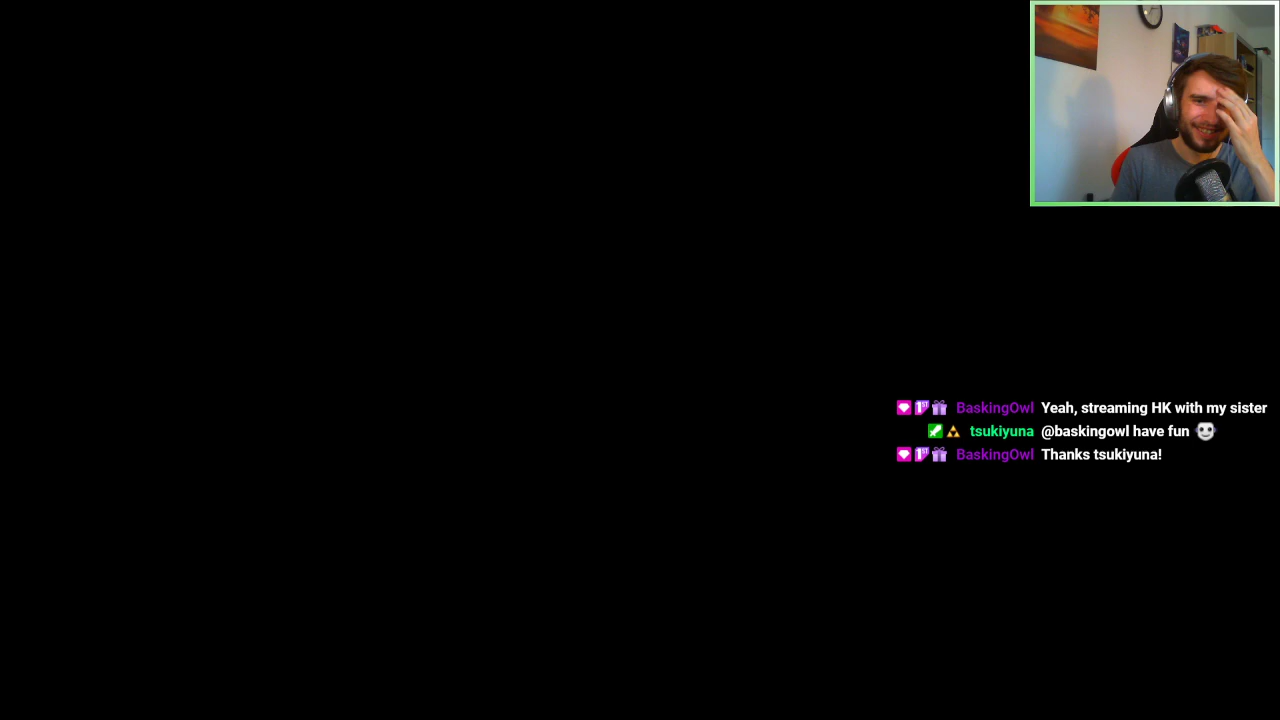 BaskingOwl Yeah, streaming HK with my sister
tsukiyuna @baskingowl have fun
BaskingOwl Thanks tsukiyuna!